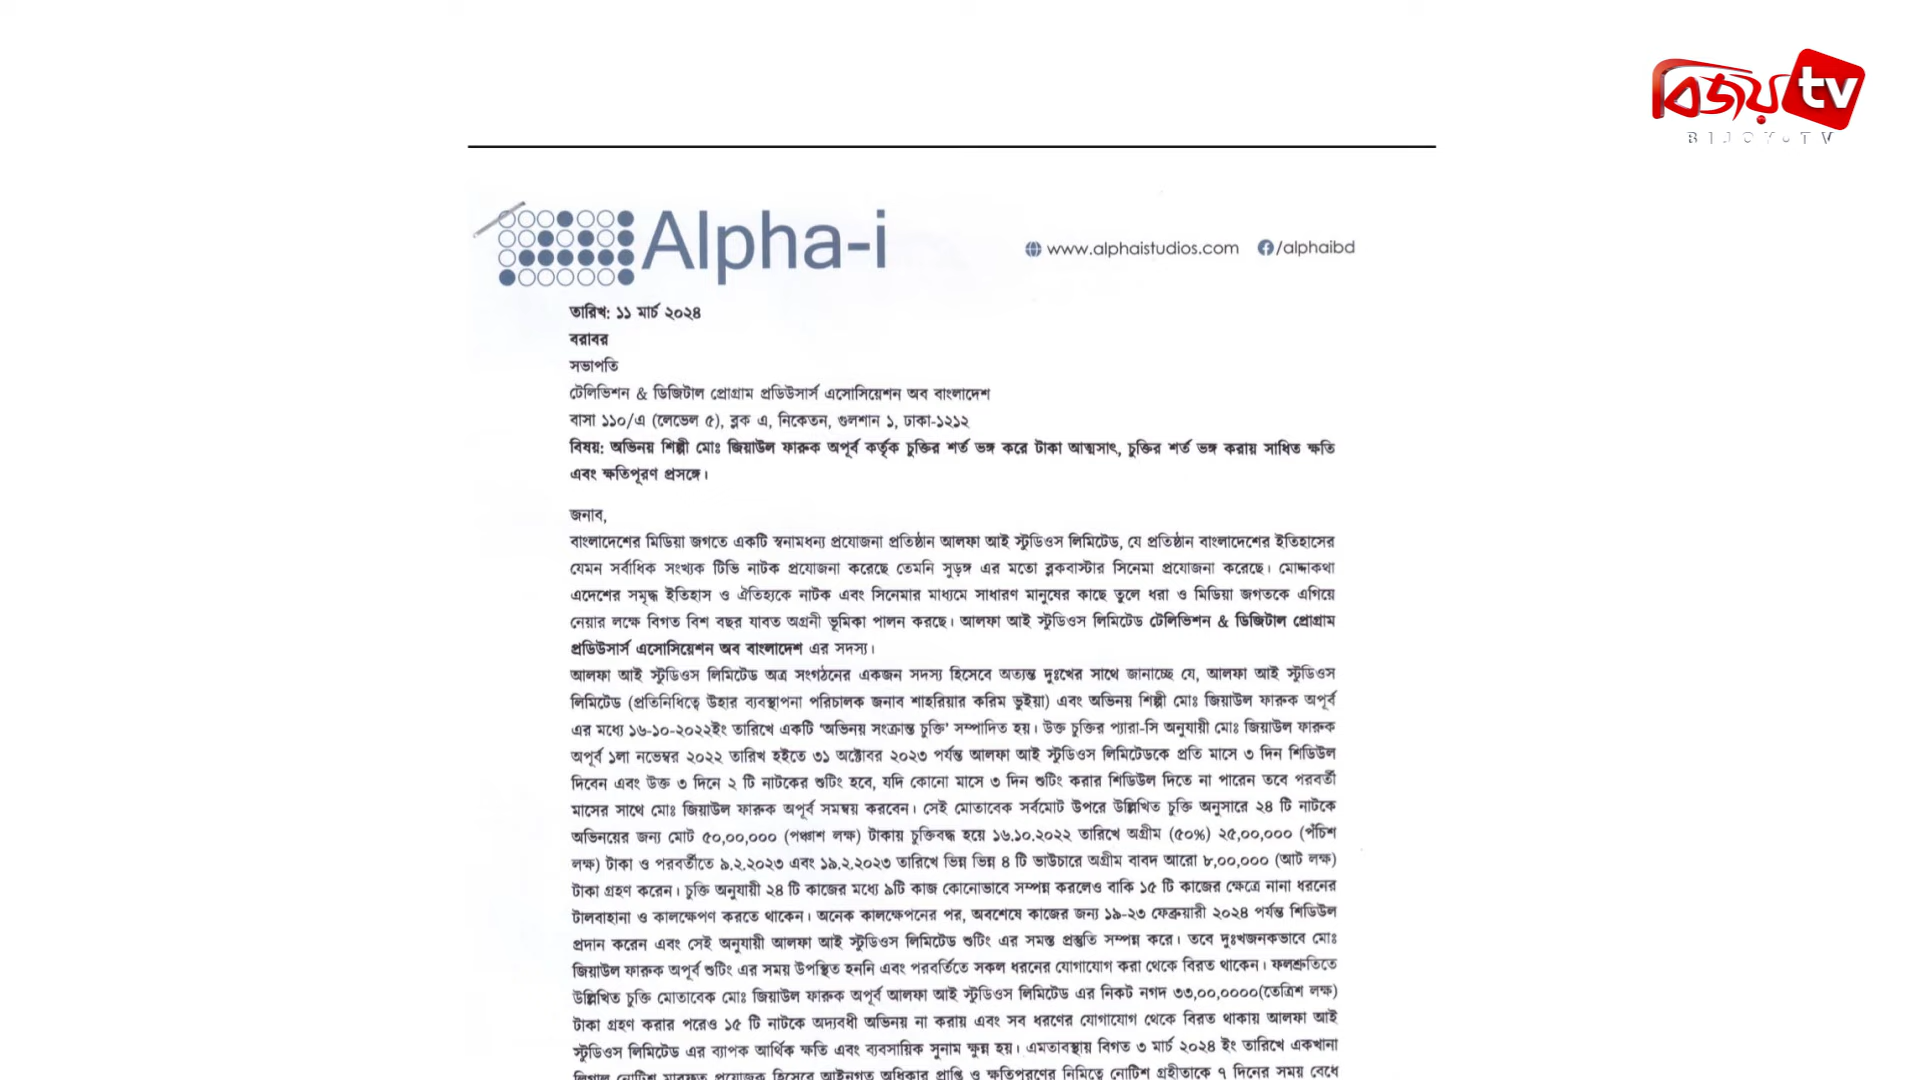 বিজয় tv
BIJOY TV
Alpha-i
www.alphaistudios.com /alphaibd
তারিখ: ১১ মার্চ ২০২৪
বরাবর
সভাপতি
টেলিভিশন & ডিজিটাল প্রোগ্রাম প্রডিউসার্স এসোসিয়েশন অব বাংলাদেশ
বাসা ১১০/এ (লেভেল ৫), ব্লক এ, নিকেতন, গুলশান ১, ঢাকা-১২১২
বিষয়: অভিনয় শিল্পী মোঃ জিয়াউল ফারুক অপূর্ব কর্তৃক চুক্তির শর্ত ভঙ্গ করে টাকা আত্মসাৎ, চুক্তির শর্ত ভঙ্গ করায় সাধিত ক্ষতি
এবং ক্ষতিপূরণ প্রসঙ্গে।
জনাব,
বাংলাদেশের মিডিয়া জগতে একটি স্বনামধন্য প্রযোজনা প্রতিষ্ঠান আলফা আই স্টুডিওস লিমিটেড, যে প্রতিষ্ঠান বাংলাদেশের ইতিহাসের
যেমন সর্বাধিক সংখ্যক টিভি নাটক প্রযোজনা করেছে তেমনি সুড়ঙ্গ এর মতো ব্লকবাস্টার সিনেমা প্রযোজনা করেছে। মোদ্দাকথা
এদেশের সমৃদ্ধ ইতিহাস ও ঐতিহ্যকে নাটক এবং সিনেমার মাধ্যমে সাধারণ মানুষের কাছে তুলে ধরা ও মিডিয়া জগতকে এগিয়ে
নেয়ার লক্ষে বিগত বিশ বছর যাবত অগ্রনী ভূমিকা পালন করছে। আলফা আই স্টুডিওস লিমিটেড টেলিভিশন & ডিজিটাল প্রোগ্রাম
প্রডিউসার্স এসোসিয়েশন অব বাংলাদেশ এর সদস্য।
আলফা আই স্টুডিওস লিমিটেড অত্র সংগঠনের একজন সদস্য হিসেবে অত্যন্ত দুঃখের সাথে জানাচ্ছে যে, আলফা আই স্টুডিওস
লিমিটেড (প্রতিনিধিত্বে উহার ব্যবস্থাপনা পরিচালক জনাব শাহরিয়ার করিম ভুইয়া) এবং অভিনয় শিল্পী মোঃ জিয়াউল ফারুক অপূর্ব
এর মধ্যে ১৬-১০-২০২২ইং তারিখে একটি ‘অভিনয় সংক্রান্ত চুক্তি’ সম্পাদিত হয়। উক্ত চুক্তির প্যারা-সি অনুযায়ী মোঃ জিয়াউল ফারুক
অপূর্ব ১লা নভেম্বর ২০২২ তারিখ হইতে ৩১ অক্টোবর ২০২৩ পর্যন্ত আলফা আই স্টুডিওস লিমিটেডকে প্রতি মাসে ৩ দিন শিডিউল
দিবেন এবং উক্ত ৩ দিনে ২ টি নাটকের শুটিং হবে, যদি কোনো মাসে ৩ দিন শুটিং করার শিডিউল দিতে না পারেন তবে পরবর্তী
মাসের সাথে মোঃ জিয়াউল ফারুক অপূর্ব সমন্বয় করবেন। সেই মোতাবেক সর্বমোট উপরে উল্লিখিত চুক্তি অনুসারে ২৪ টি নাটকে
অভিনয়ের জন্য মোট ৫০,০০,০০০ (পঞ্চাশ লক্ষ) টাকায় চুক্তিবদ্ধ হয়ে ১৬.১০.২০২২ তারিখে অগ্রীম (৫০%) ২৫,০০,০০০ (পঁচিশ
লক্ষ) টাকা ও পরবর্তীতে ৯.২.২০২৩ এবং ১৯.২.২০২৩ তারিখে ভিন্ন ভিন্ন ৪ টি ভাউচারে অগ্রীম বাবদ আরো ৮,০০,০০০ (আট লক্ষ)
টাকা গ্রহণ করেন। চুক্তি অনুযায়ী ২৪ টি কাজের মধ্যে ৯টি কাজ কোনোভাবে সম্পন্ন করলেও বাকি ১৫ টি কাজের ক্ষেত্রে নানা ধরনের
টালবাহানা ও কালক্ষেপণ করতে থাকেন। অনেক কালক্ষেপনের পর, অবশেষে কাজের জন্য ১৯-২৩ ফেব্রুয়ারী ২০২৪ পর্যন্ত শিডিউল
প্রদান করেন এবং সেই অনুযায়ী আলফা আই স্টুডিওস লিমিটেড শুটিং এর সমস্ত প্রস্তুতি সম্পন্ন করে। তবে দুঃখজনকভাবে মোঃ
জিয়াউল ফারুক অপূর্ব শুটিং এর সময় উপস্থিত হননি এবং পরবর্তিতে সকল ধরনের যোগাযোগ করা থেকে বিরত থাকেন। ফলশ্রুতিতে
উল্লিখিত চুক্তি মোতাবেক মোঃ জিয়াউল ফারুক অপূর্ব আলফা আই স্টুডিওস লিমিটেড এর নিকট নগদ ৩৩,০০,০০০০(তেত্রিশ লক্ষ)
টাকা গ্রহণ করার পরেও ১৫ টি নাটকে অদ্যবধী অভিনয় না করায় এবং সব ধরণের যোগাযোগ থেকে বিরত থাকায় আলফা আই
স্টুডিওস লিমিটেড এর ব্যাপক আর্থিক ক্ষতি এবং ব্যবসায়িক সুনাম ক্ষুন্ন হয়। এমতাবস্থায় বিগত ৩ মার্চ ২০২৪ ইং তারিখে একখানা
লিগাল নোটিশ মারফত প্রযোজক হিসেবে আইনগত অধিকার প্রাপ্তি ও ক্ষতিপূরণের নিমিত্তে নোটিশ গ্রহীতাকে ৭ দিনের সময় বেধে